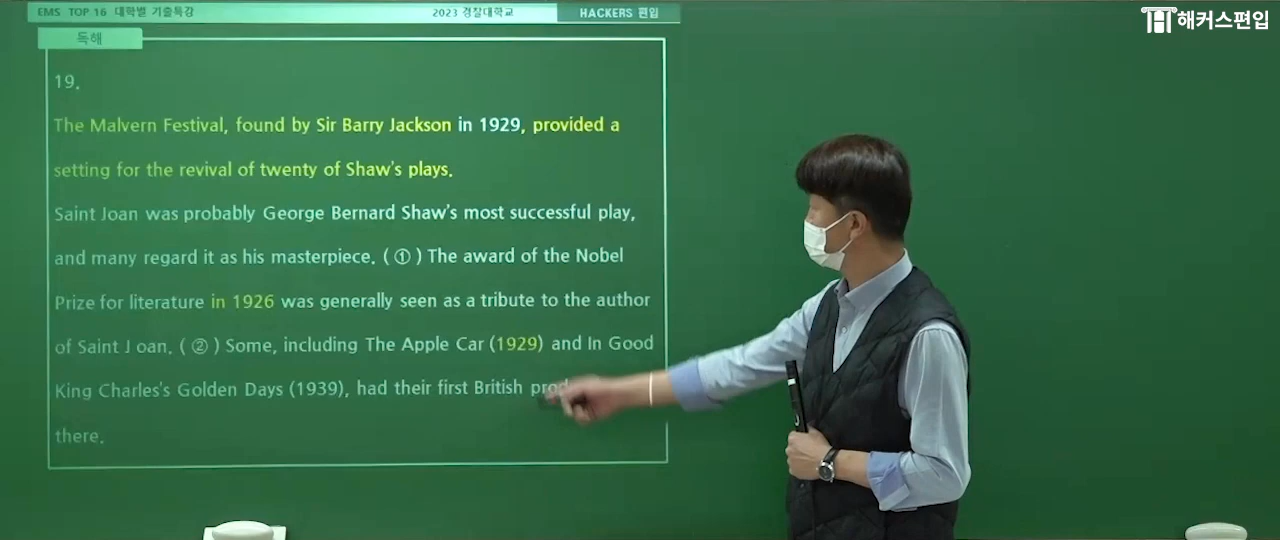 EMS TOP 16 대학별 기출특강
2023 경찰대학교
HACKERS 편입
해커스편입
독해
19.
The Malvern Festival, found by Sir Barry Jackson in 1929, provided a
setting for the revival of twenty of Shaw's plays.
Saint Joan was probably George Bernard Shaw's most successful play,
and many regard it as his masterpiece. ( ① ) The award of the Nobel
Prize for literature in 1926 was generally seen as a tribute to the author
of Saint J oan. ( ② ) Some, including The Apple Car (1929) and In Good
King Charles's Golden Days (1939), had their first British
there.